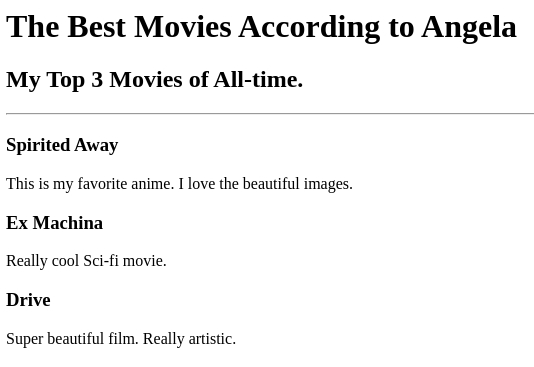 The Best Movies According to Angela
My Top 3 Movies of All-time.
Spirited Away
This is my favorite anime. I love the beautiful images.
Ex Machina
Really cool Sci-fi movie.
Drive
Super beautiful film. Really artistic.